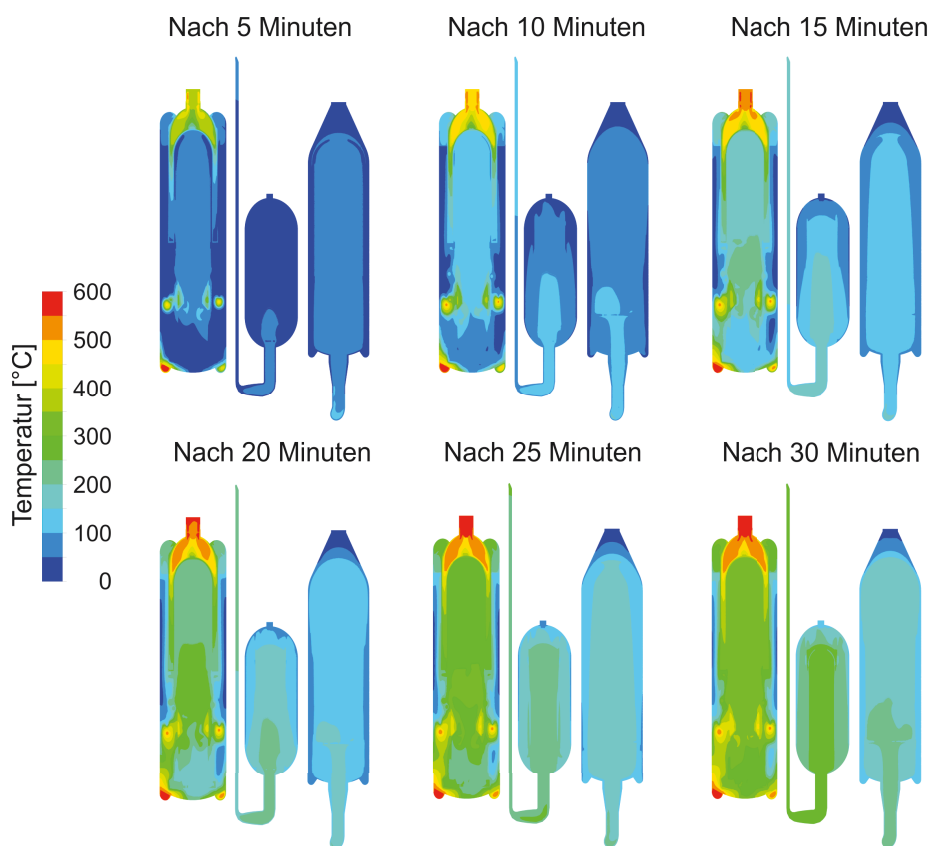 Nach 5 Minuten
Nach 10 Minuten
Nach 15 Minuten
Temperatur [°C]
600
500
400
300
200
100
0
Nach 20 Minuten
Nach 25 Minuten
Nach 30 Minuten